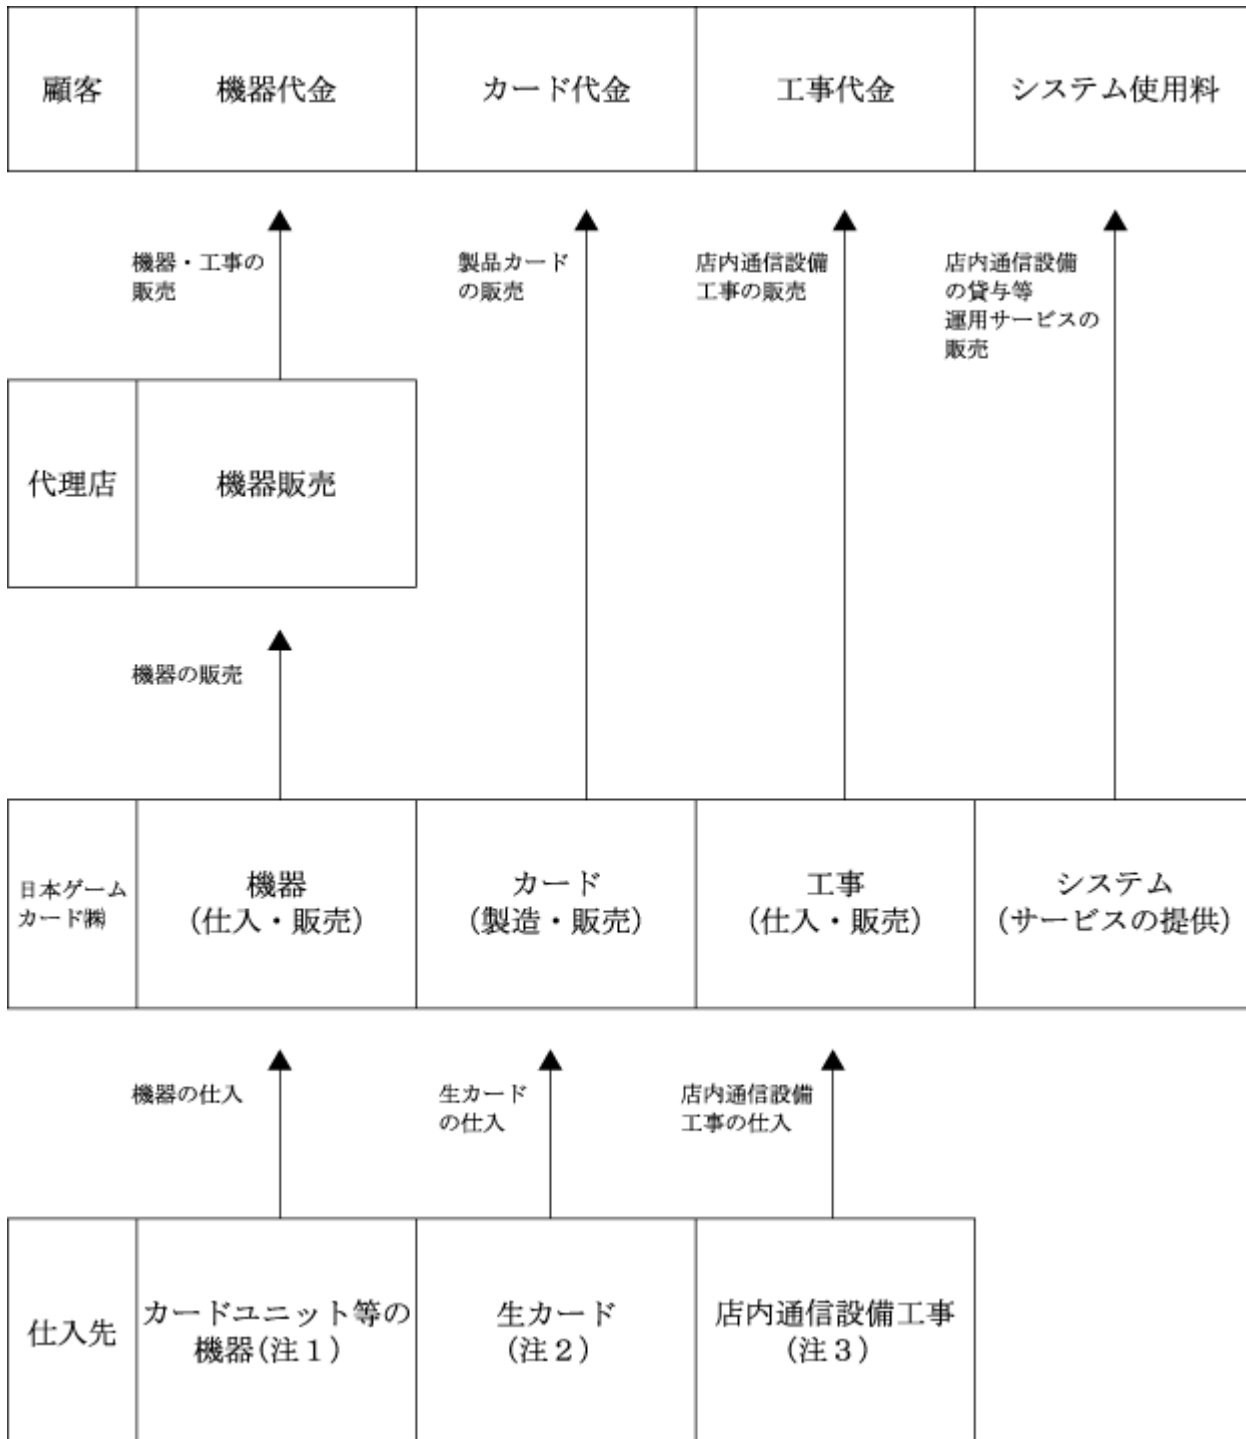 顧客
機器代金
カード代金
工事代金
システム使用料
機器・工事の
販売
製品カード
の販売
店内通信設備
工事の販売
店内通信設備
の貸与等
運用サービスの
販売
代理店
機器販売
機器の販売
日本ゲーム
カード㈱
機器
(仕入・販売)
カード
(製造・販売)
工事
(仕入・販売)
システム
(サービスの提供)
機器の仕入
生カード
の仕入
店内通信設備
工事の仕入
仕入先
カードユニット等の
機器(注１)
生カード
(注２)
店内通信設備工事
(注３)